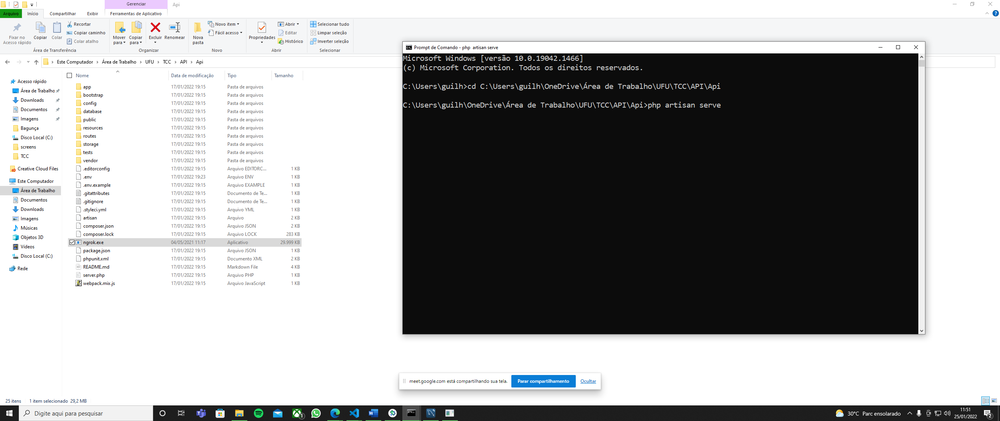 Gerenciar
Api
Arquivo
Início
Compartilhar
Exibir
Ferramentas de Aplicativo
Fixar no
Acesso rápido
Copiar
Colar
Recortar
Copiar caminho
Colar atalho
Área de Transferência
Mover
para
Copiar
para
Excluir
Renomear
Organizar
Nova
pasta
Novo item
Fácil acesso
Novo
Propriedades
Abrir
Editar
Histórico
Abrir
Selecionar tudo
Limpar seleção
Inverter seleção
Selecionar
Este Computador > Área de Trabalho > UFU > TCC > API > Api
Acesso rápido
Área de Trabalho
Downloads
Documentos
Imagens
Bagunça
Disco Local (C:)
screens
TCC
Creative Cloud Files
Este Computador
Área de Trabalho
Documentos
Downloads
Imagens
Músicas
Objetos 3D
Vídeos
Disco Local (C:)
Rede
Nome Data de modificação Tipo Tamanho
app 17/01/2022 19:15 Pasta de arquivos
bootstrap 17/01/2022 19:15 Pasta de arquivos
config 17/01/2022 19:15 Pasta de arquivos
database 17/01/2022 19:15 Pasta de arquivos
public 17/01/2022 19:15 Pasta de arquivos
resources 17/01/2022 19:15 Pasta de arquivos
routes 17/01/2022 19:15 Pasta de arquivos
storage 17/01/2022 19:15 Pasta de arquivos
tests 17/01/2022 19:15 Pasta de arquivos
vendor 17/01/2022 19:15 Pasta de arquivos
.editorconfig 17/01/2022 19:15 Arquivo EDITORC... 1 KB
.env 17/01/2022 19:23 Arquivo ENV 1 KB
.env.example 17/01/2022 19:15 Arquivo EXAMPLE 1 KB
.gitattributes 17/01/2022 19:15 Documento de Te... 1 KB
.gitignore 17/01/2022 19:15 Documento de Te... 1 KB
.styleci.yml 17/01/2022 19:15 Arquivo YML 1 KB
artisan 17/01/2022 19:15 Arquivo 2 KB
composer.json 17/01/2022 19:15 Arquivo JSON 2 KB
composer.lock 17/01/2022 19:15 Arquivo LOCK 283 KB
ngrok.exe 04/05/2021 11:17 Aplicativo 29.999 KB
package.json 17/01/2022 19:15 Arquivo JSON 1 KB
phpunit.xml 17/01/2022 19:15 Documento XML 2 KB
README.md 17/01/2022 19:15 Markdown File 4 KB
server.php 17/01/2022 19:15 Arquivo PHP 1 KB
webpack.mix.js 17/01/2022 19:15 Arquivo JavaScript 1 KB
Prompt de Comando - php artisan serve
Microsoft Windows [versão 10.0.19042.1466]
(c) Microsoft Corporation. Todos os direitos reservados.
C:\Users\guilh>cd C:\Users\guilh\OneDrive\Área de Trabalho\UFU\TCC\API\Api
C:\Users\guilh\OneDrive\Área de Trabalho\UFU\TCC\API\Api>php artisan serve
meet.google.com está compartilhando sua tela.
Parar compartilhamento
Ocultar
25 itens
1 item selecionado 29,2 MB
Digite aqui para pesquisar
1
30°C Parc ensolarado
11:51
25/01/2022
2